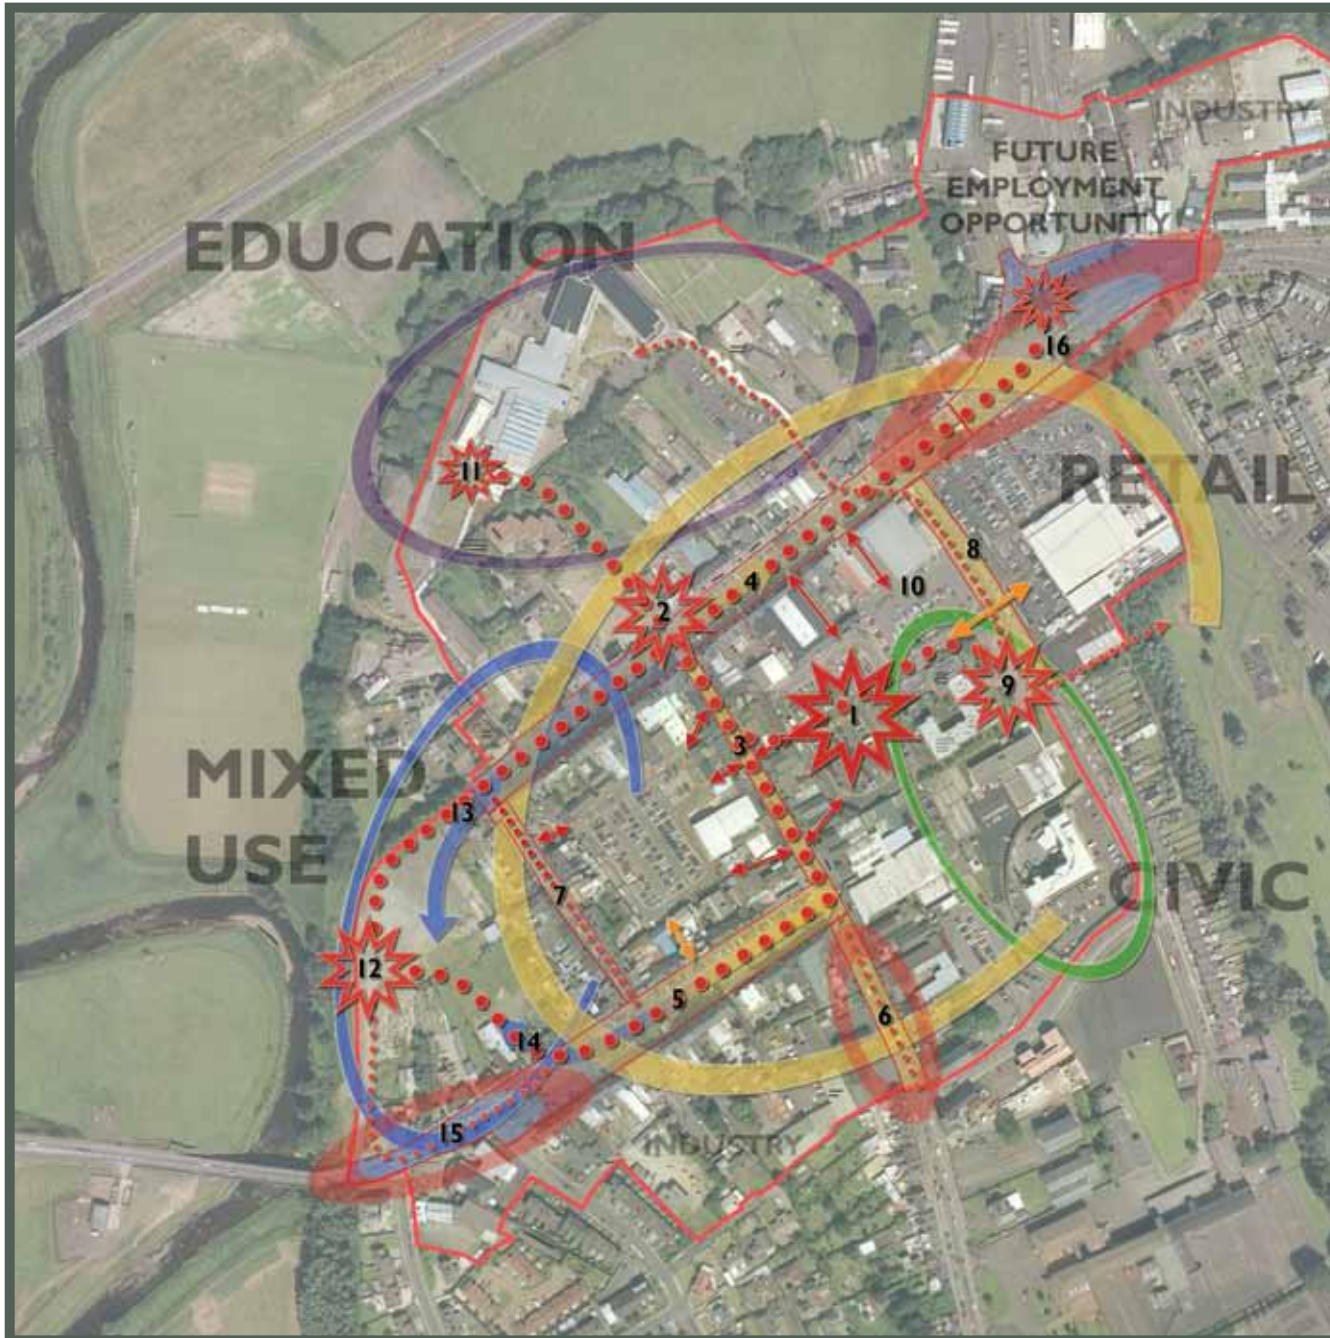 INDUSTRY
FUTURE
EMPLOYMENT
OPPORTUNITY
EDUCATION
16
11
RETAIL
8
4
10
2
9
1
3
MIXED
USE
13
7
CIVIC
12
5
6
14
15
INDUSTRY